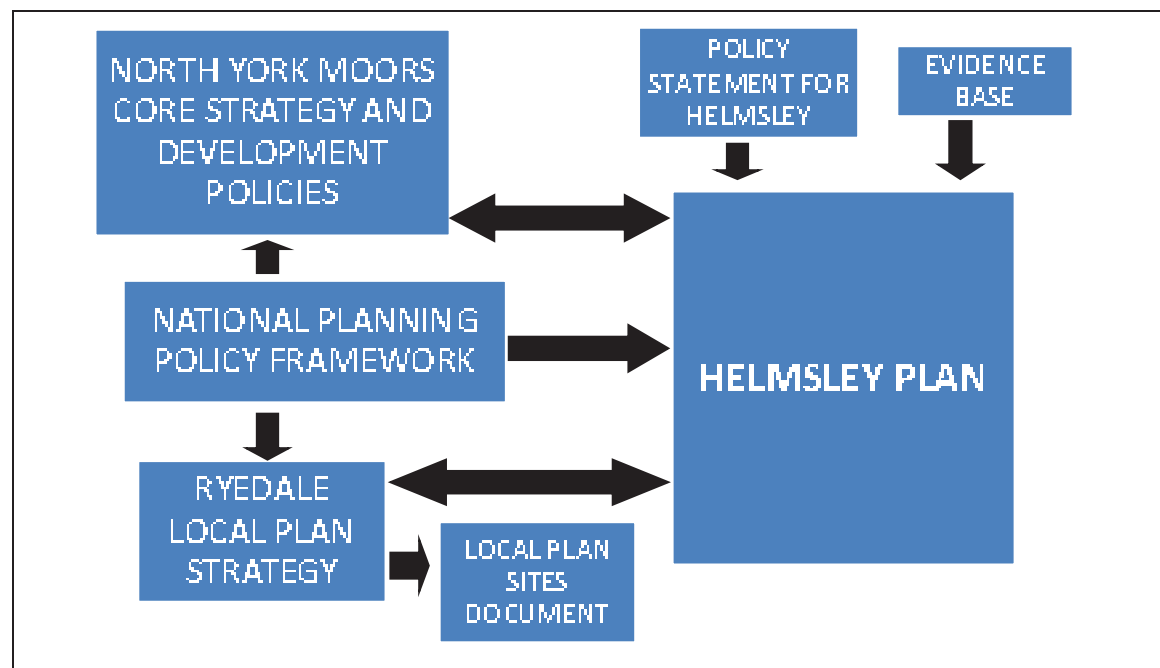 NORTH YORK MOORS
CORE STRATEGY AND
DEVELOPMENT
POLICIES
POLICY
STATEMENT FOR
HELMSLEY
EVIDENCE
BASE
NATIONAL PLANNING
POLICY FRAMEWORK
HELMSLEY PLAN
RYEDALE
LOCAL PLAN
STRATEGY
LOCAL PLAN
SITES
DOCUMENT